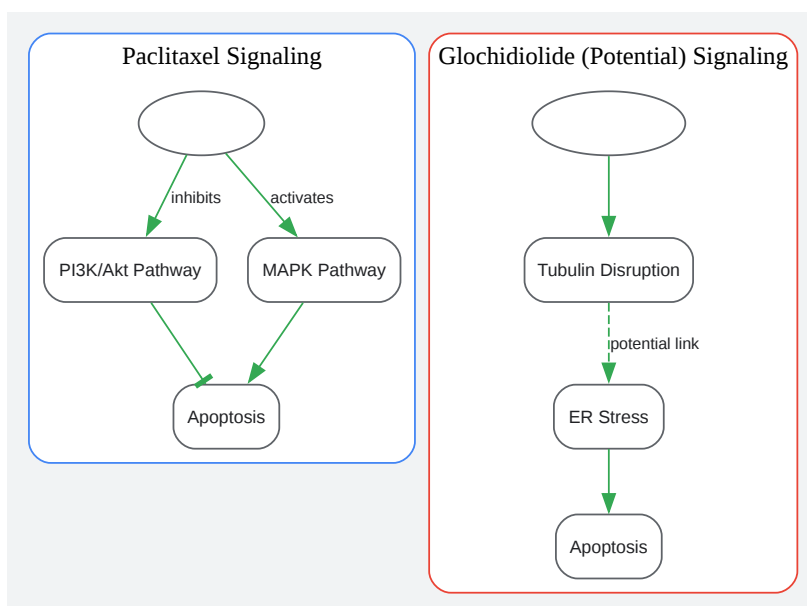 Paclitaxel Signaling
inhibits
activates
PI3K/Akt Pathway
MAPK Pathway
Apoptosis
Glochidiolide (Potential) Signaling
Tubulin Disruption
potential link
ER Stress
Apoptosis